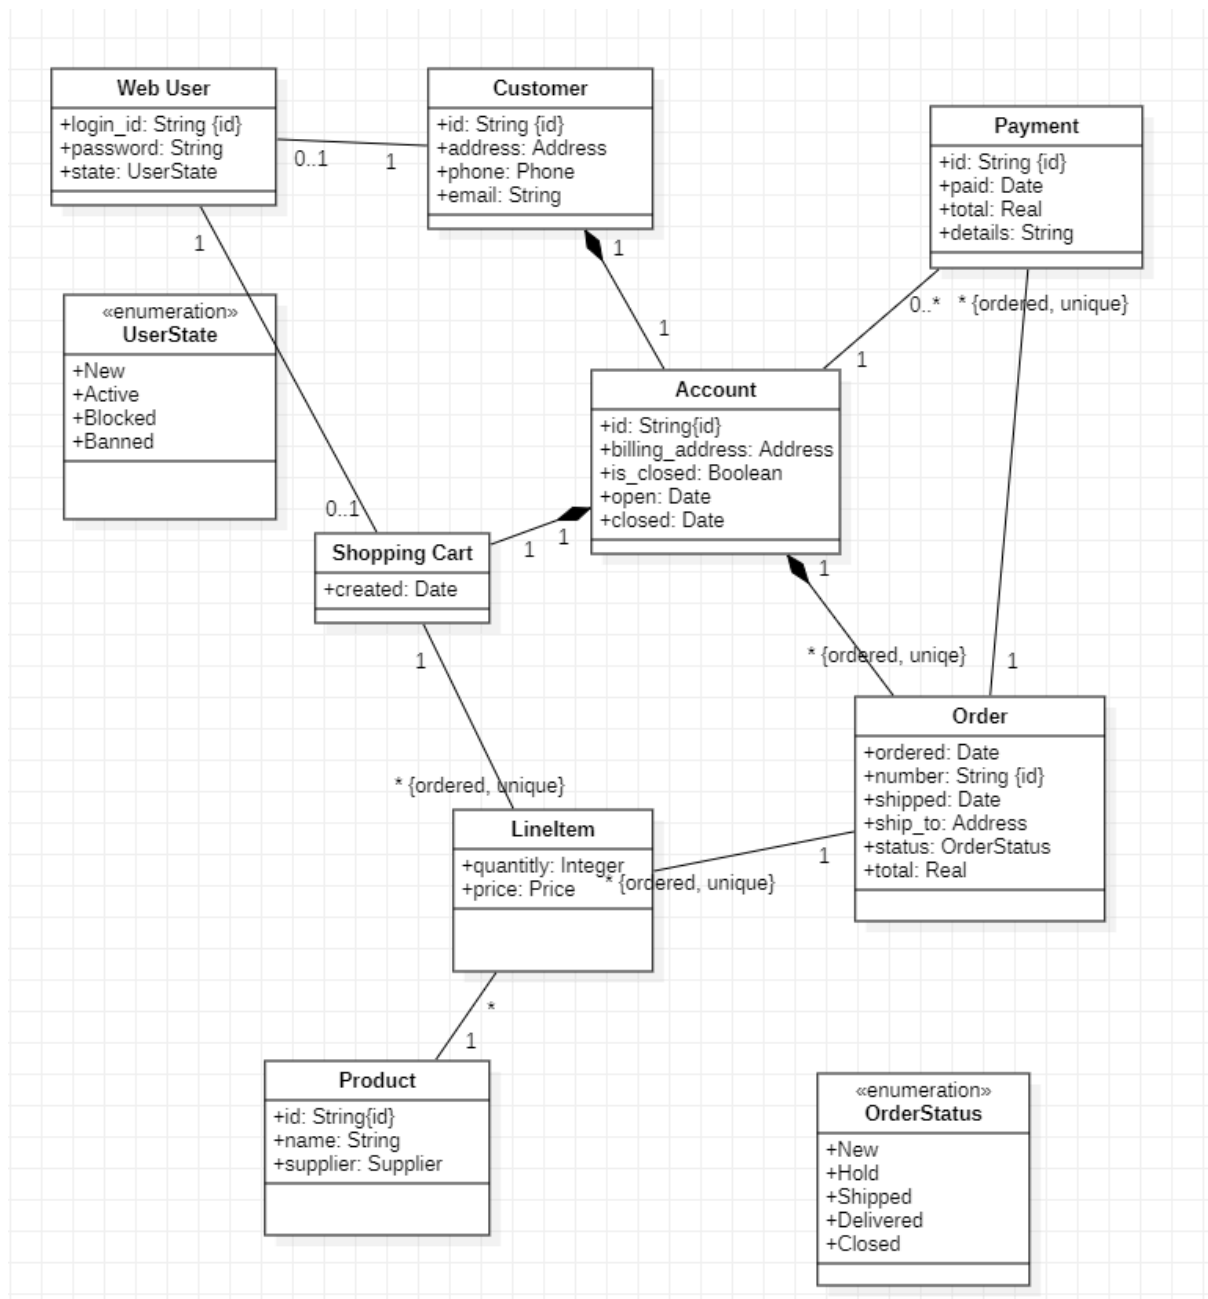 Web User
+login_id: String {id}
+password: String
+state: UserState
0..1
1
Customer
+id: String {id}
+address: Address
+phone: Phone
+email: String
Payment
+id: String {id}
+paid: Date
+total: Real
+details: String
1
1
0..*
* {ordered, unique}
«enumeration»
UserState
+New
+Active
+Blocked
+Banned
1
1
Account
+id: String{id}
+billing_address: Address
+is_closed: Boolean
+open: Date
+closed: Date
0..1
1
1
1
Shopping Cart
+created: Date
1
* {ordered, uniqe}
1
Order
+ordered: Date
+number: String {id}
+shipped: Date
+ship_to: Address
+status: OrderStatus
+total: Real
* {ordered, unique}
LineItem
+quantitly: Integer
+price: Price
* {ordered, unique}
1
*
1
Product
+id: String{id}
+name: String
+supplier: Supplier
«enumeration»
OrderStatus
+New
+Hold
+Shipped
+Delivered
+Closed